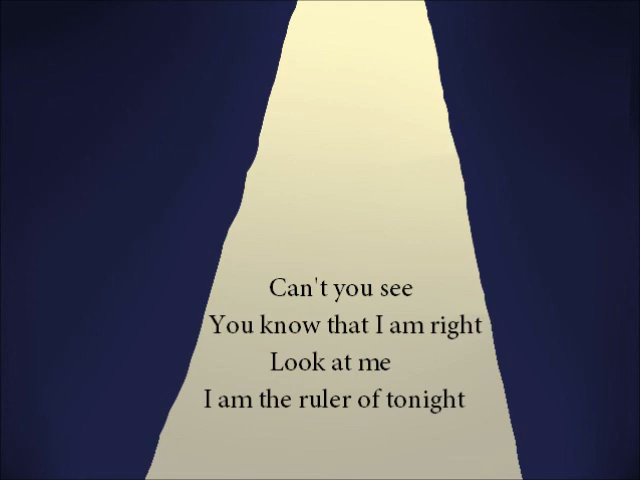 Can't you see
You know that I am right
Look at me
I am the ruler of tonight